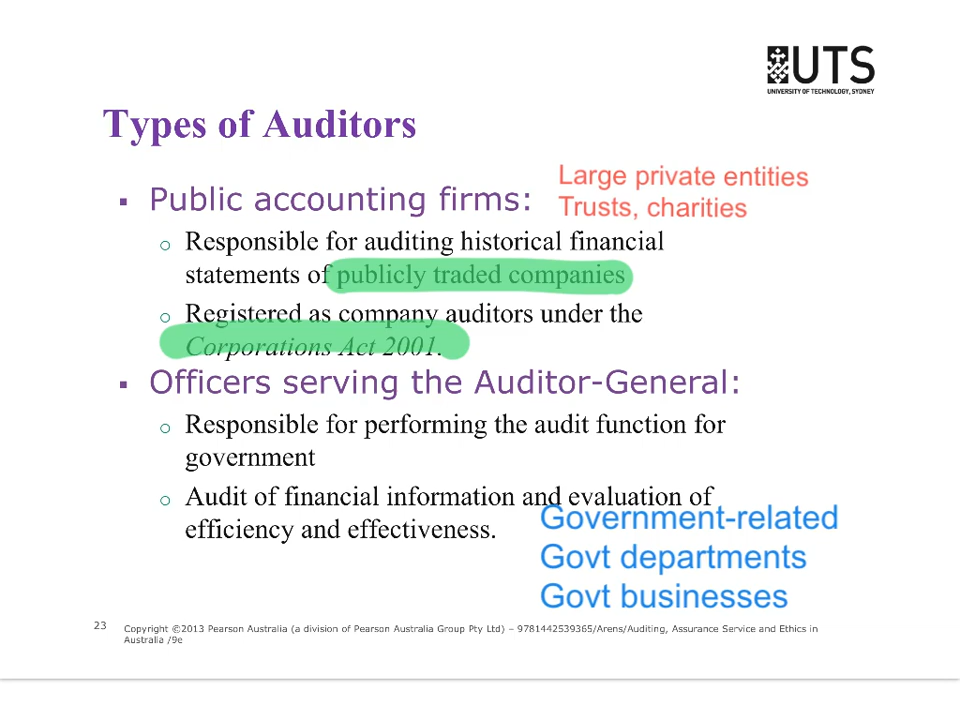 UTS
UNIVERSITY OF TECHNOLOGY, SYDNEY
Types of Auditors
▪ Public accounting firms:
Large private entities
Trusts, charities
o Responsible for auditing historical financial
statements of publicly traded companies
o Registered as company auditors under the
Corporations Act 2001.
▪ Officers serving the Auditor-General:
o Responsible for performing the audit function for
government
o Audit of financial information and evaluation of
efficiency and effectiveness.
Government-related
Govt departments
Govt businesses
23
Copyright ©2013 Pearson Australia (a division of Pearson Australia Group Pty Ltd) – 9781442539365/Arens/Auditing, Assurance Service and Ethics in
Australia /9e